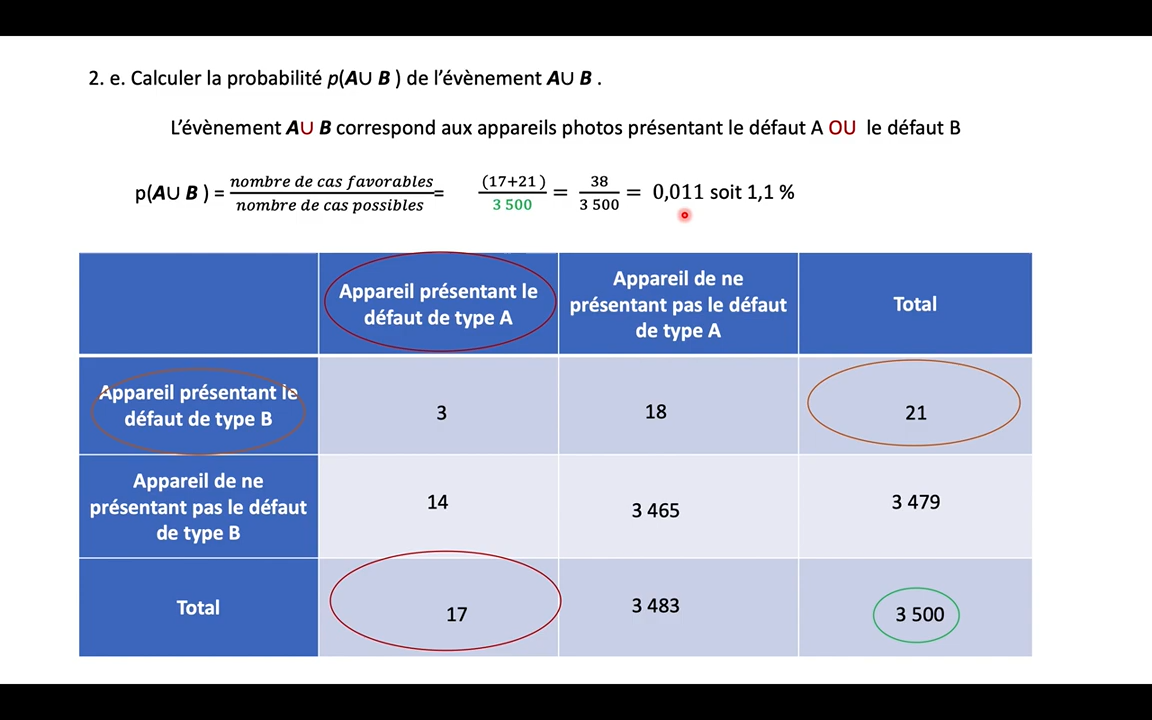 2. e. Calculer la probabilité p(A∪ B ) de l’évènement A∪ B .
L’évènement A∪ B correspond aux appareils photos présentant le défaut A OU le défaut B
p(A∪ B ) = nombre de cas favorables / nombre de cas possibles = (17+21) / 3 500 = 38 / 3 500 = 0,011 soit 1,1 %
Appareil présentant le
défaut de type A
Appareil de ne
présentant pas le défaut
de type A
Total
Appareil présentant le
défaut de type B
3
18
21
Appareil de ne
présentant pas le défaut
de type B
14
3 465
3 479
Total
17
3 483
3 500